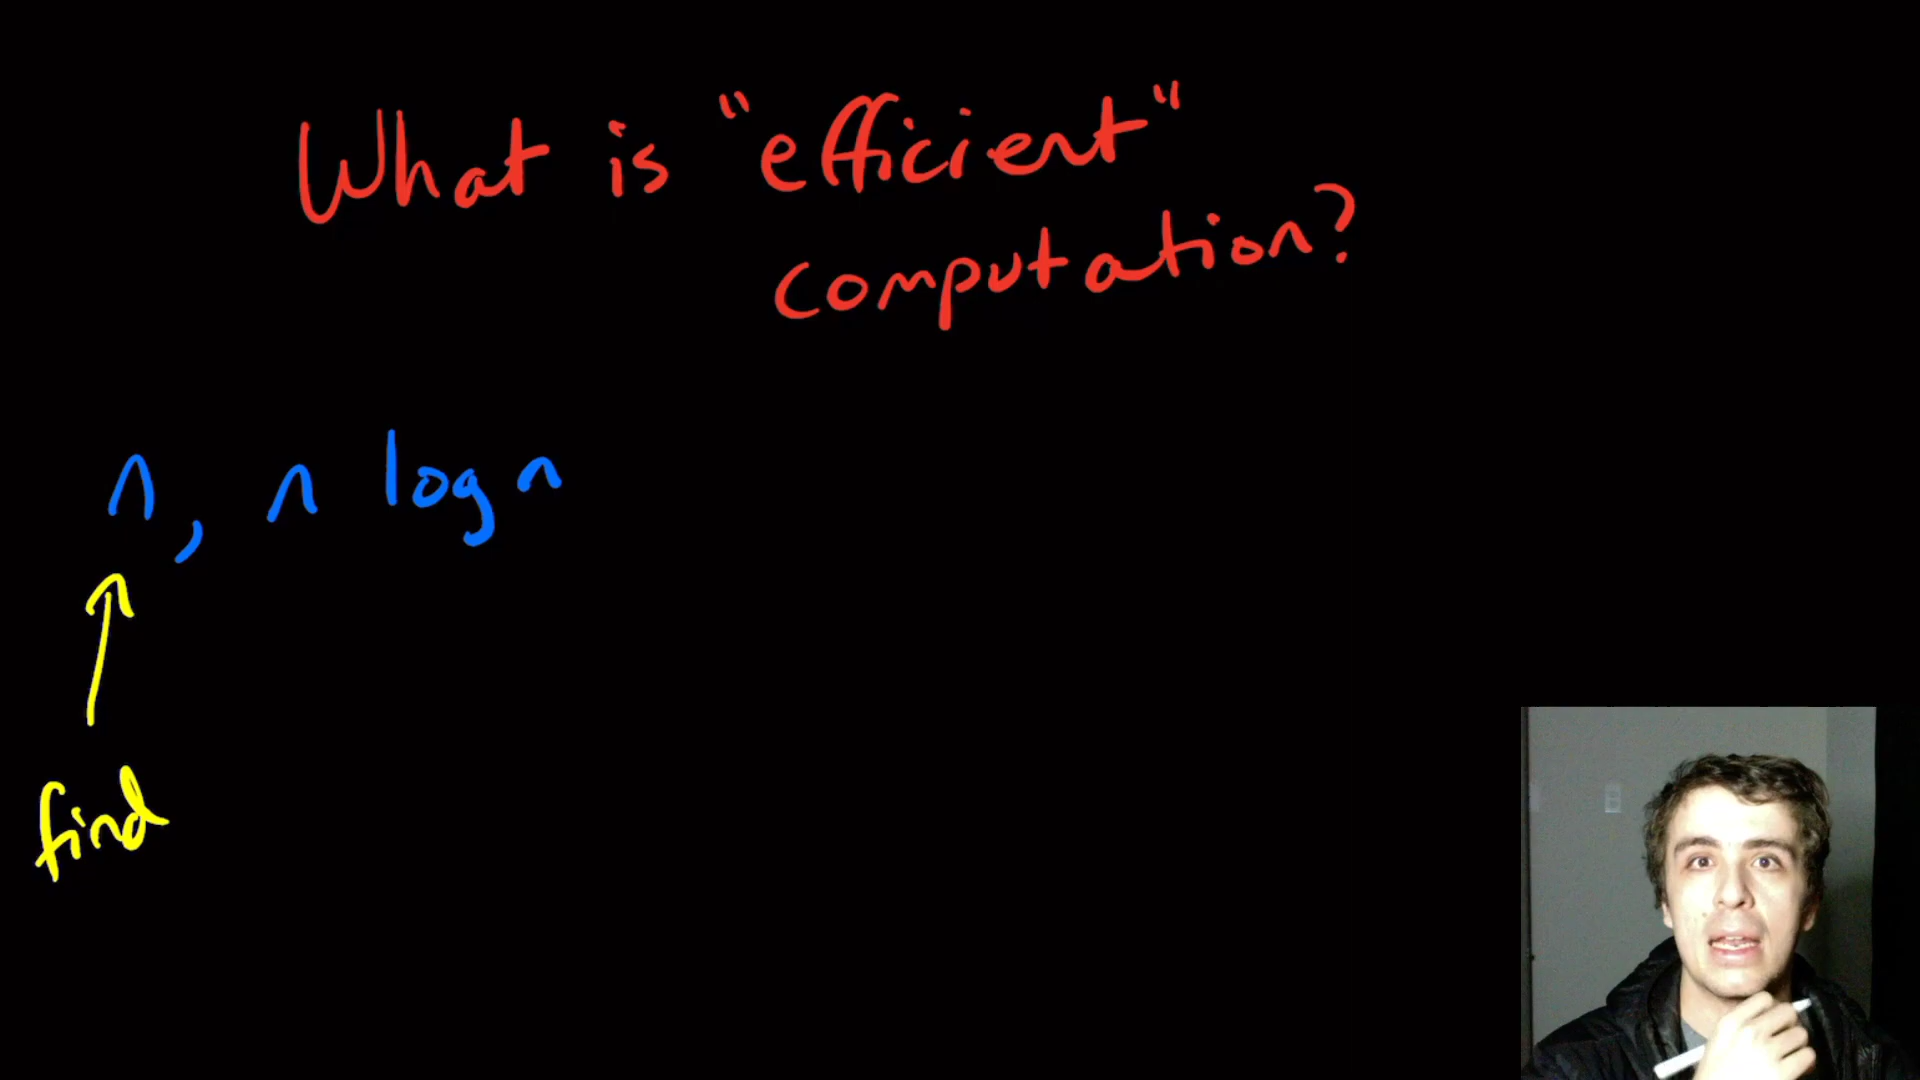 What is "efficient"
computation?
n, n log n
find